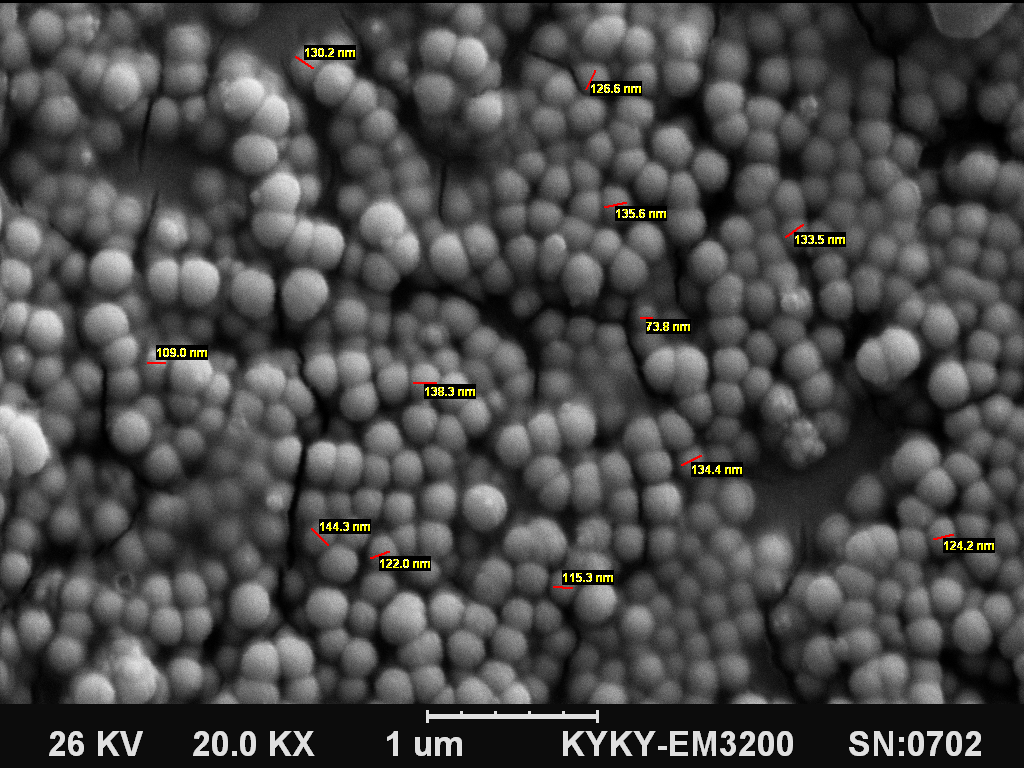 130.2 nm
126.6 nm
135.6 nm
133.5 nm
73.8 nm
109.0 nm
138.3 nm
134.4 nm
144.3 nm
124.2 nm
122.0 nm
115.3 nm
26 KV 20.0 KX 1 um KYKY-EM3200 SN:0702